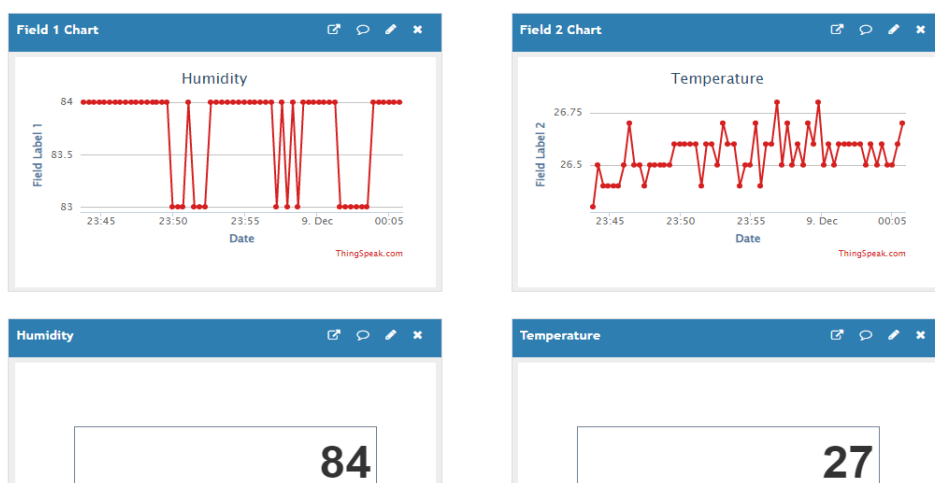 Field 1 Chart
Field 2 Chart
Humidity
84
83.5
83
Field Label 1
23:45 23:50 23:55 9. Dec 00:05
Date
ThingSpeak.com
Temperature
26.75
26.5
Field Label 2
23:45 23:50 23:55 9. Dec 00:05
Date
ThingSpeak.com
Humidity
Temperature
84
27